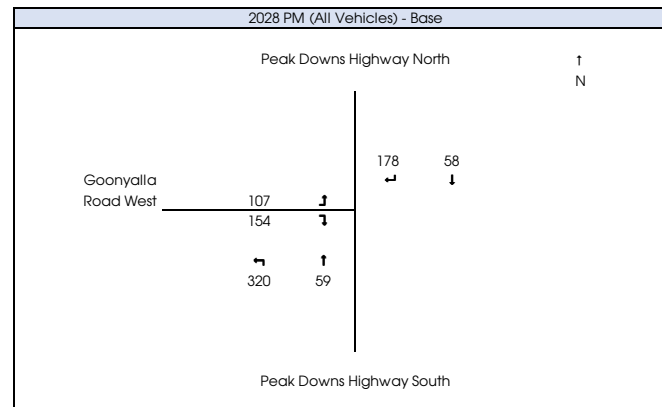 2028 PM (All Vehicles) - Base
Peak Downs Highway North
↑
N
178 58
↵ ↓
Goonyalla
Road West
107 ↥
154 ↴
↰ ↑
320 59
Peak Downs Highway South